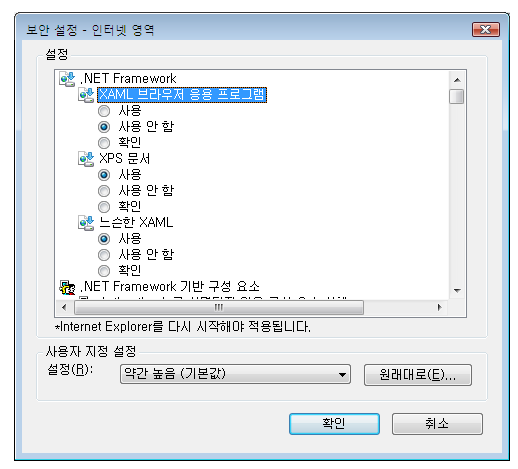 보안 설정 - 인터넷 영역
설정
.NET Framework
XAML 브라우저 응용 프로그램
사용
사용 안 함
확인
XPS 문서
사용
사용 안 함
확인
느슨한 XAML
사용
사용 안 함
확인
.NET Framework 기반 구성 요소
*Internet Explorer를 다시 시작해야 적용됩니다.
사용자 지정 설정
설정(R):
약간 높음 (기본값)
원래대로(E)...
확인
취소